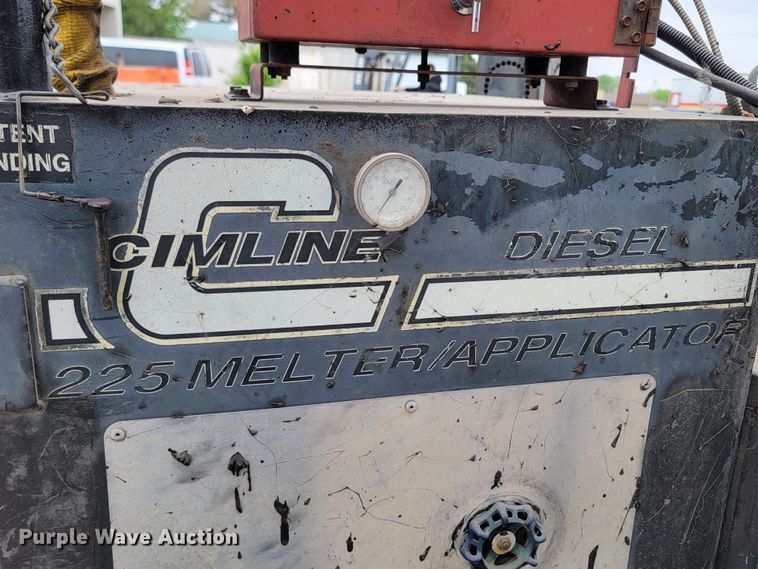 TENT
NDING
CIMLINE
DIESEL
225 MELTER/APPLICATOR
Purple Wave Auction